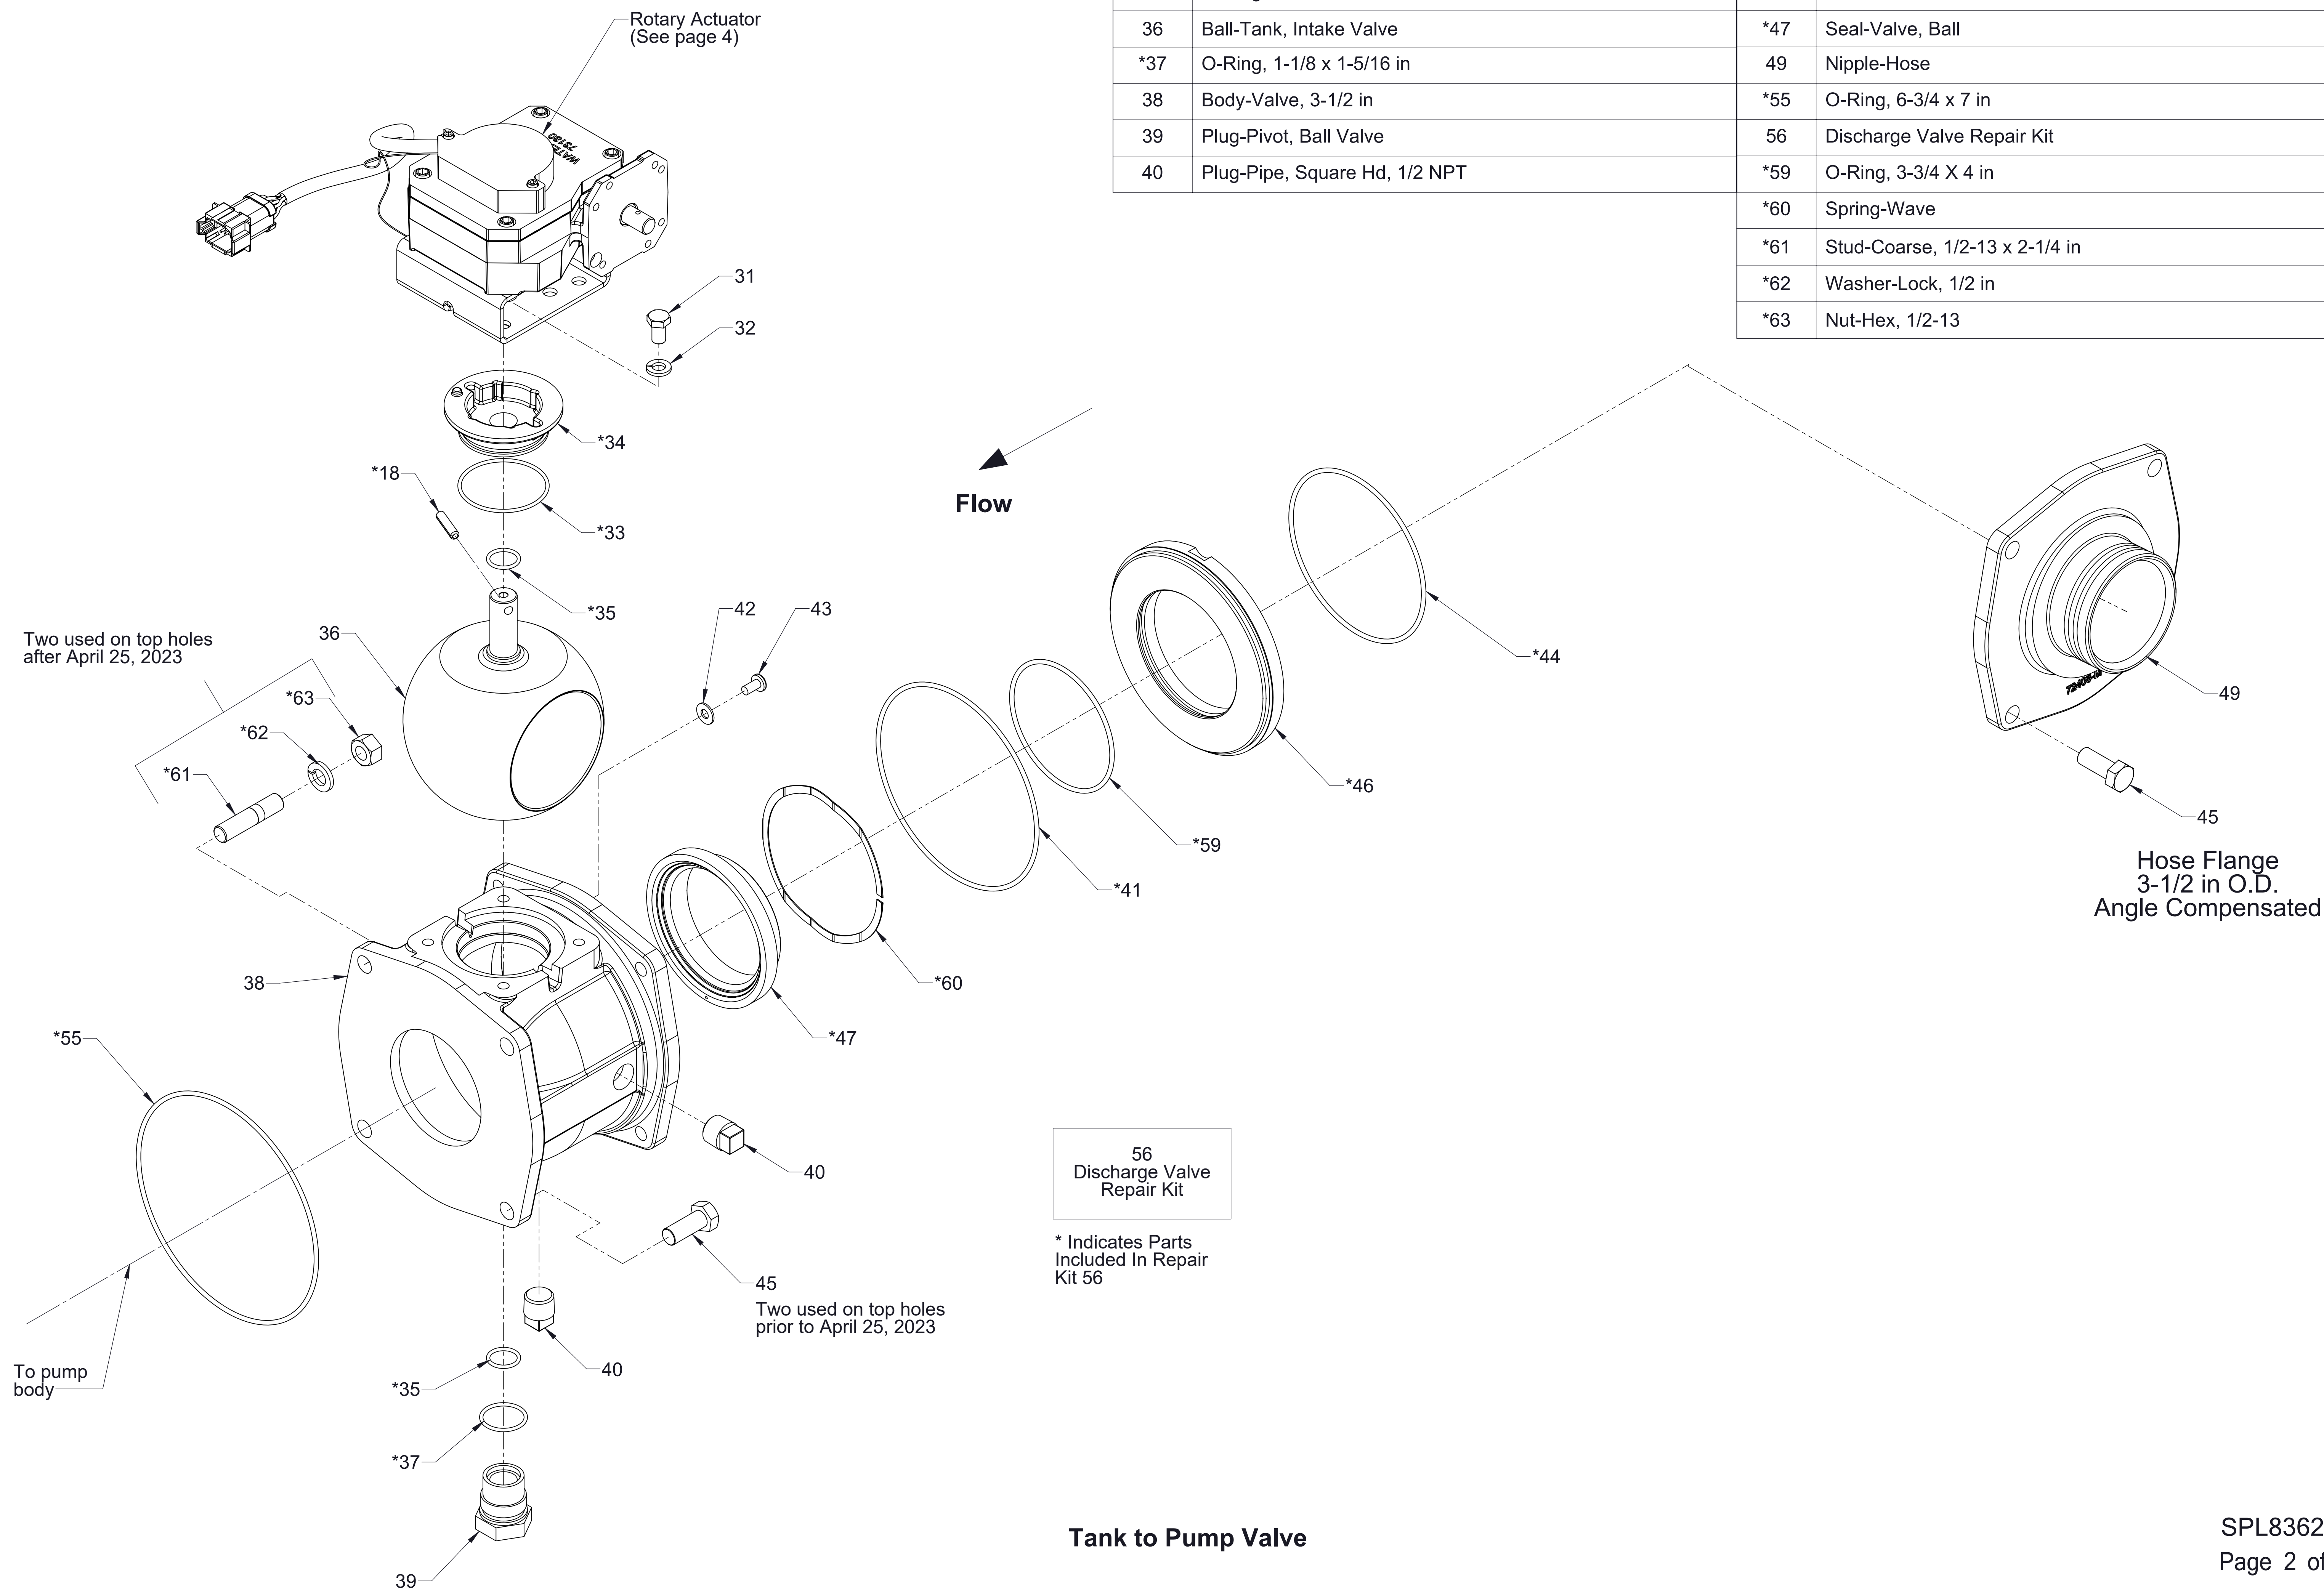 Rotary Actuator
(See page 4)
36 Ball-Tank, Intake Valve
*37 O-Ring, 1-1/8 x 1-5/16 in
38 Body-Valve, 3-1/2 in
39 Plug-Pivot, Ball Valve
40 Plug-Pipe, Square Hd, 1/2 NPT
*47 Seal-Valve, Ball
49 Nipple-Hose
*55 O-Ring, 6-3/4 x 7 in
56 Discharge Valve Repair Kit
*59 O-Ring, 3-3/4 X 4 in
*60 Spring-Wave
*61 Stud-Coarse, 1/2-13 x 2-1/4 in
*62 Washer-Lock, 1/2 in
*63 Nut-Hex, 1/2-13
31
32
*34
*18
*33
*35
Flow
42
43
36
Two used on top holes
after April 25, 2023
*63
*62
*61
*44
*46
*59
*41
*60
*47
49
45
Hose Flange
3-1/2 in O.D.
Angle Compensated
38
*55
40
56
Discharge Valve
Repair Kit
* Indicates Parts
Included In Repair
Kit 56
45
Two used on top holes
prior to April 25, 2023
40
To pump
body
*35
*37
39
Tank to Pump Valve
SPL8362
Page 2 of